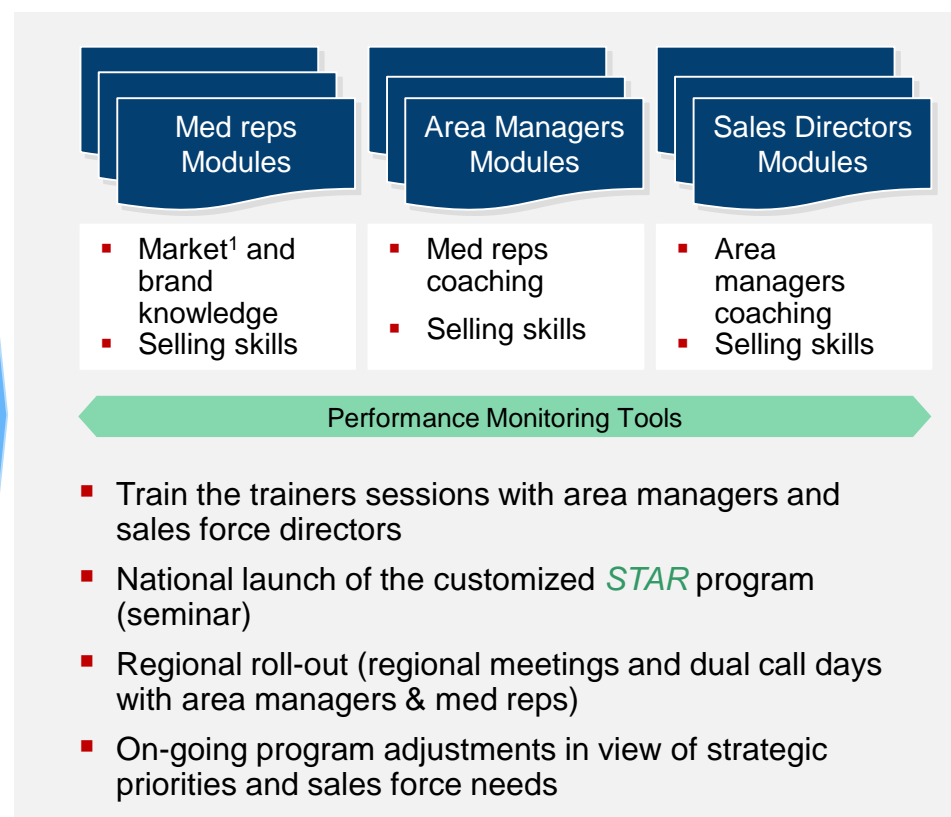 Med reps
Modules
Area Managers
Modules
Sales Directors
Modules
▪ Market¹ and
brand
knowledge
▪ Selling skills
▪ Med reps
coaching
▪ Selling skills
▪ Area
managers
coaching
▪ Selling skills
Performance Monitoring Tools
▪ Train the trainers sessions with area managers and
sales force directors
▪ National launch of the customized STAR program
(seminar)
▪ Regional roll-out (regional meetings and dual call days
with area managers & med reps)
▪ On-going program adjustments in view of strategic
priorities and sales force needs